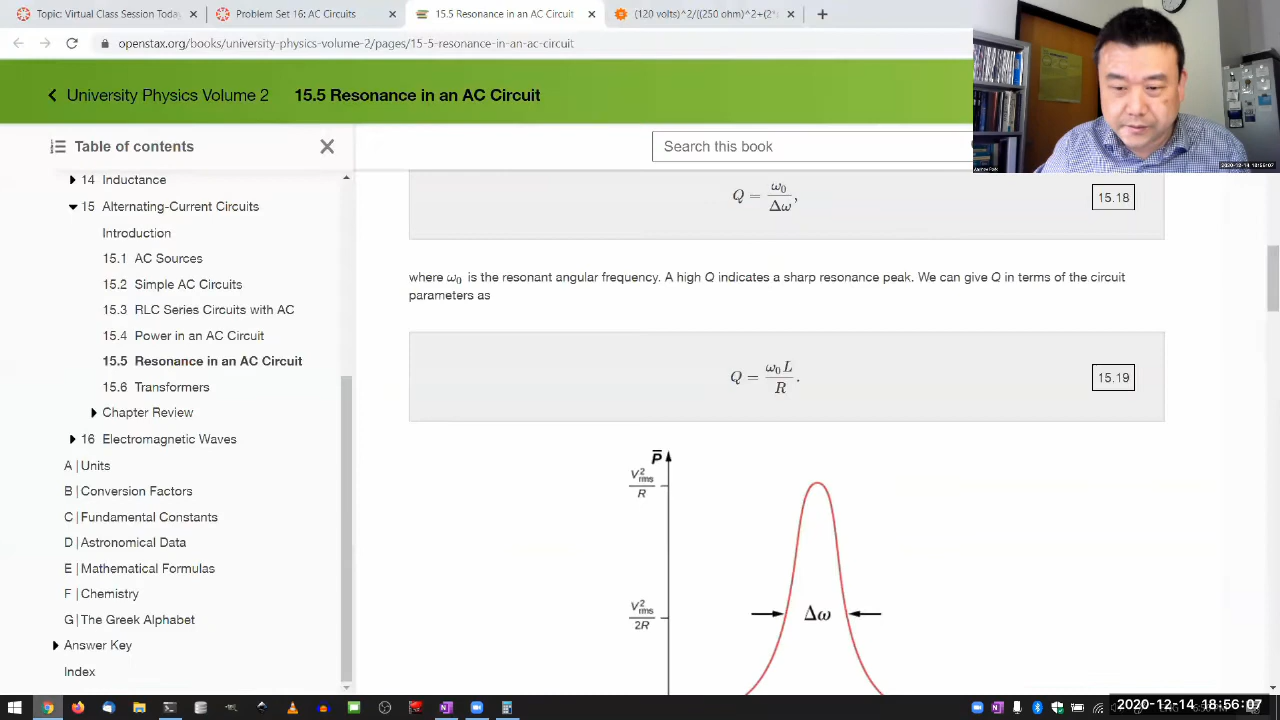 Topic: Virtual Class Session Today
Problem Set 16: AC Circuits
15.5 Resonance in an AC Circuit
(120 volts)^2/((250 ohm)^2+(2*
openstax.org/books/university-physics-volume-2/pages/15-5-resonance-in-an-ac-circuit
University Physics Volume 2
15.5 Resonance in an AC Circuit
Table of contents
Search this book
14 Inductance
15 Alternating-Current Circuits
Introduction
15.1 AC Sources
15.2 Simple AC Circuits
15.3 RLC Series Circuits with AC
15.4 Power in an AC Circuit
15.5 Resonance in an AC Circuit
15.6 Transformers
Chapter Review
16 Electromagnetic Waves
A | Units
B | Conversion Factors
C | Fundamental Constants
D | Astronomical Data
E | Mathematical Formulas
F | Chemistry
G | The Greek Alphabet
Answer Key
Index
Q = ω0/Δω,
15.18
where ω0 is the resonant angular frequency. A high Q indicates a sharp resonance peak. We can give Q in terms of the circuit
parameters as
Q = ω0 L/R.
15.19
P̄
V²rms/R
V²rms/2R
Δω
2020-12-14 18:56:07
2020-12-14 18:56:07